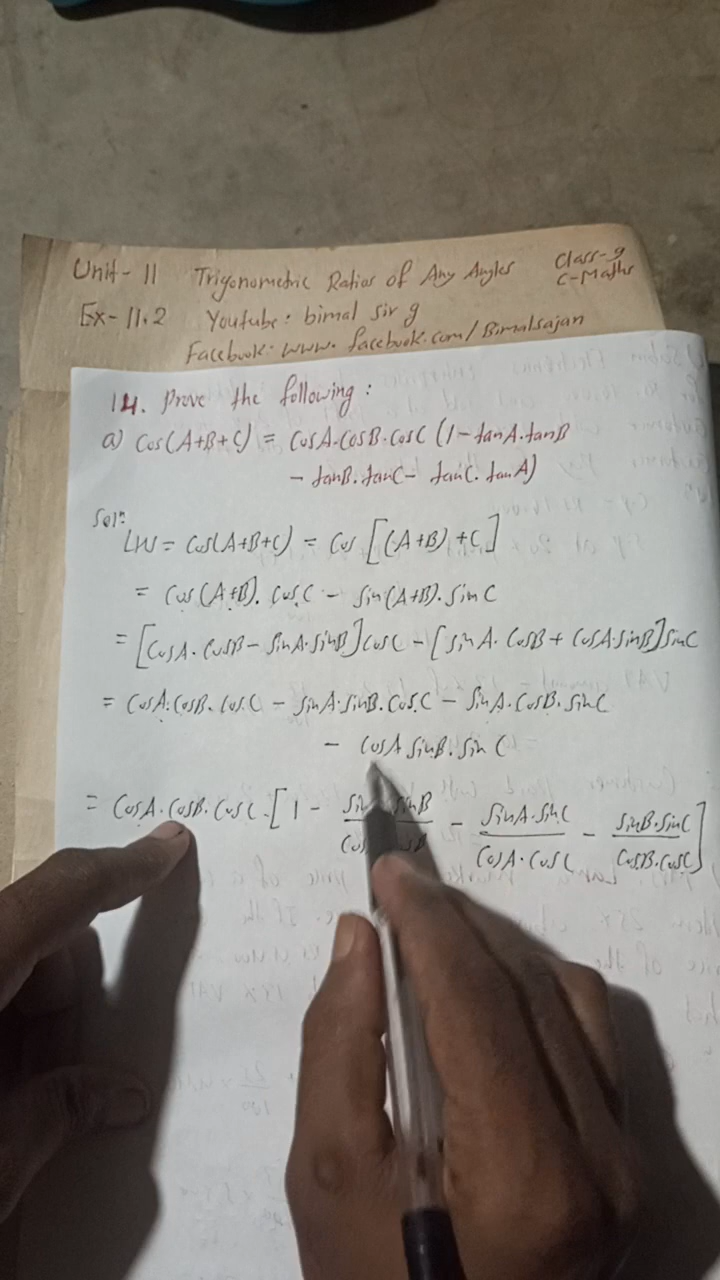 Unit- 11 Trigonometric Ratios of Any Angles Class-9
C-Maths
Ex- 11.2 Youtube: bimal sir g
Facebook: www.facebook.com/Bimalsajan
14. Prove the following:
a) Cos(A+B+C) = CosA.CosB.CosC (1-tanA.tanB
- tanB.tanC- tanC.tanA)
Soln:
LHS = Cos(A+B+C) = Cos [(A+B)+C]
= Cos(A+B). CosC - Sin(A+B).SinC
= [CosA. CosB- SinA.SinB]CosC -[SinA. CosB+ CosA.SinB]SinC
= CosA.CosB.CosC - SinA.SinB.CosC - SinA.CosB.SinC
- CosA SinB.SinC
= CosA.CosB.CosC.[1 - SinB - SinA.SinC/CosA.CosC - SinB.SinC/CosB.CosC]